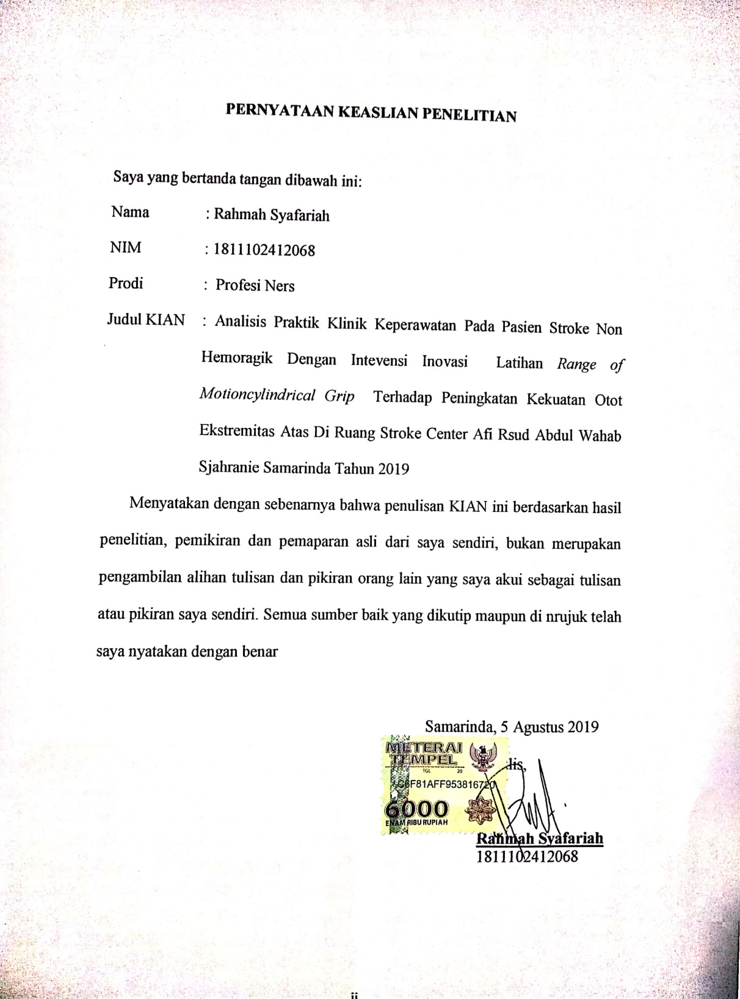 PERNYATAAN KEASLIAN PENELITIAN
Saya yang bertanda tangan dibawah ini:
Nama : Rahmah Syafariah
NIM : 1811102412068
Prodi : Profesi Ners
Judul KIAN : Analisis Praktik Klinik Keperawatan Pada Pasien Stroke Non
Hemoragik Dengan Intevensi Inovasi Latihan Range of
Motioncylindrical Grip Terhadap Peningkatan Kekuatan Otot
Ekstremitas Atas Di Ruang Stroke Center Afi Rsud Abdul Wahab
Sjahranie Samarinda Tahun 2019
Menyatakan dengan sebenarnya bahwa penulisan KIAN ini berdasarkan hasil
penelitian, pemikiran dan pemaparan asli dari saya sendiri, bukan merupakan
pengambilan alihan tulisan dan pikiran orang lain yang saya akui sebagai tulisan
atau pikiran saya sendiri. Semua sumber baik yang dikutip maupun di nrujuk telah
saya nyatakan dengan benar
Samarinda, 5 Agustus 2019
METERAI
TEMPEL
TGL 20
lis,
6000
ENAM RIBU RUPIAH
Rahmah Syafariah
1811102412068
ii